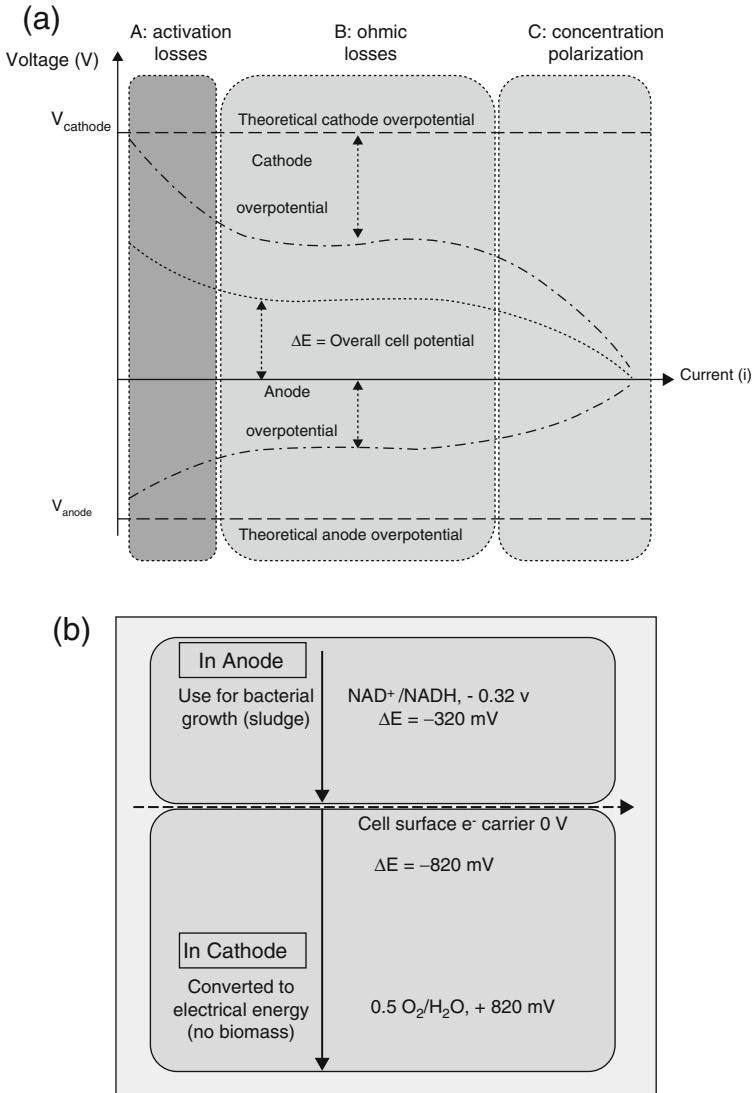 (a)
A: activation
losses
B: ohmic
losses
C: concentration
polarization
Voltage (V)
V_cathode
Theoretical cathode overpotential
Cathode
overpotential
ΔE = Overall cell potential
Current (i)
Anode
overpotential
V_anode
Theoretical anode overpotential
(b)
In Anode
Use for bacterial
growth (sludge)
NAD⁺/NADH, - 0.32 v
ΔE = −320 mV
Cell surface e⁻ carrier 0 V
ΔE = −820 mV
In Cathode
Converted to
electrical energy
(no biomass)
0.5 O₂/H₂O, + 820 mV